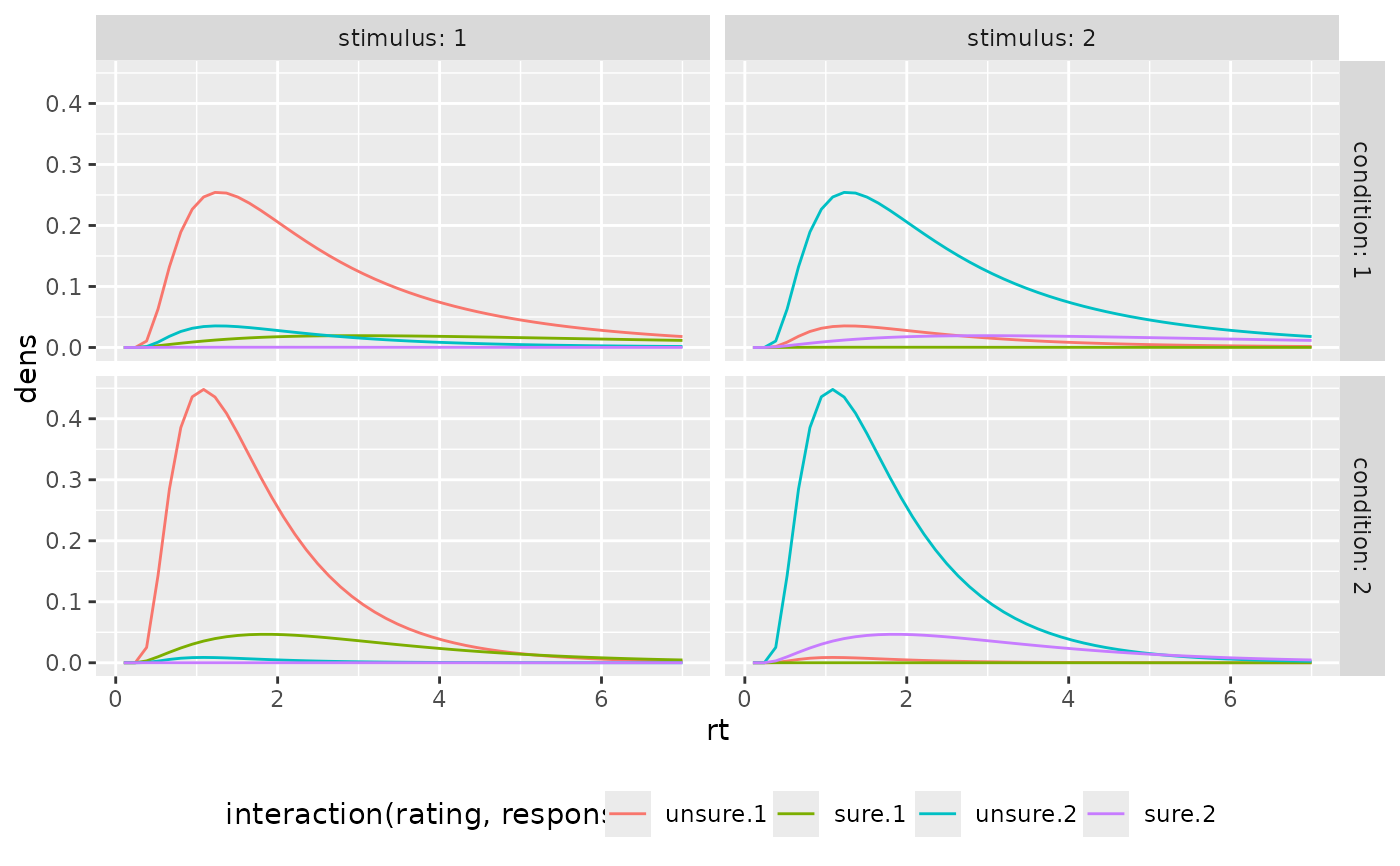 stimulus: 1
stimulus: 2
0.4
0.3
0.2
0.1
0.0
condition: 1
dens
0.4
0.3
0.2
0.1
0.0
condition: 2
0 2 4 6
0 2 4 6
rt
interaction(rating, respons unsure.1 sure.1 unsure.2 sure.2